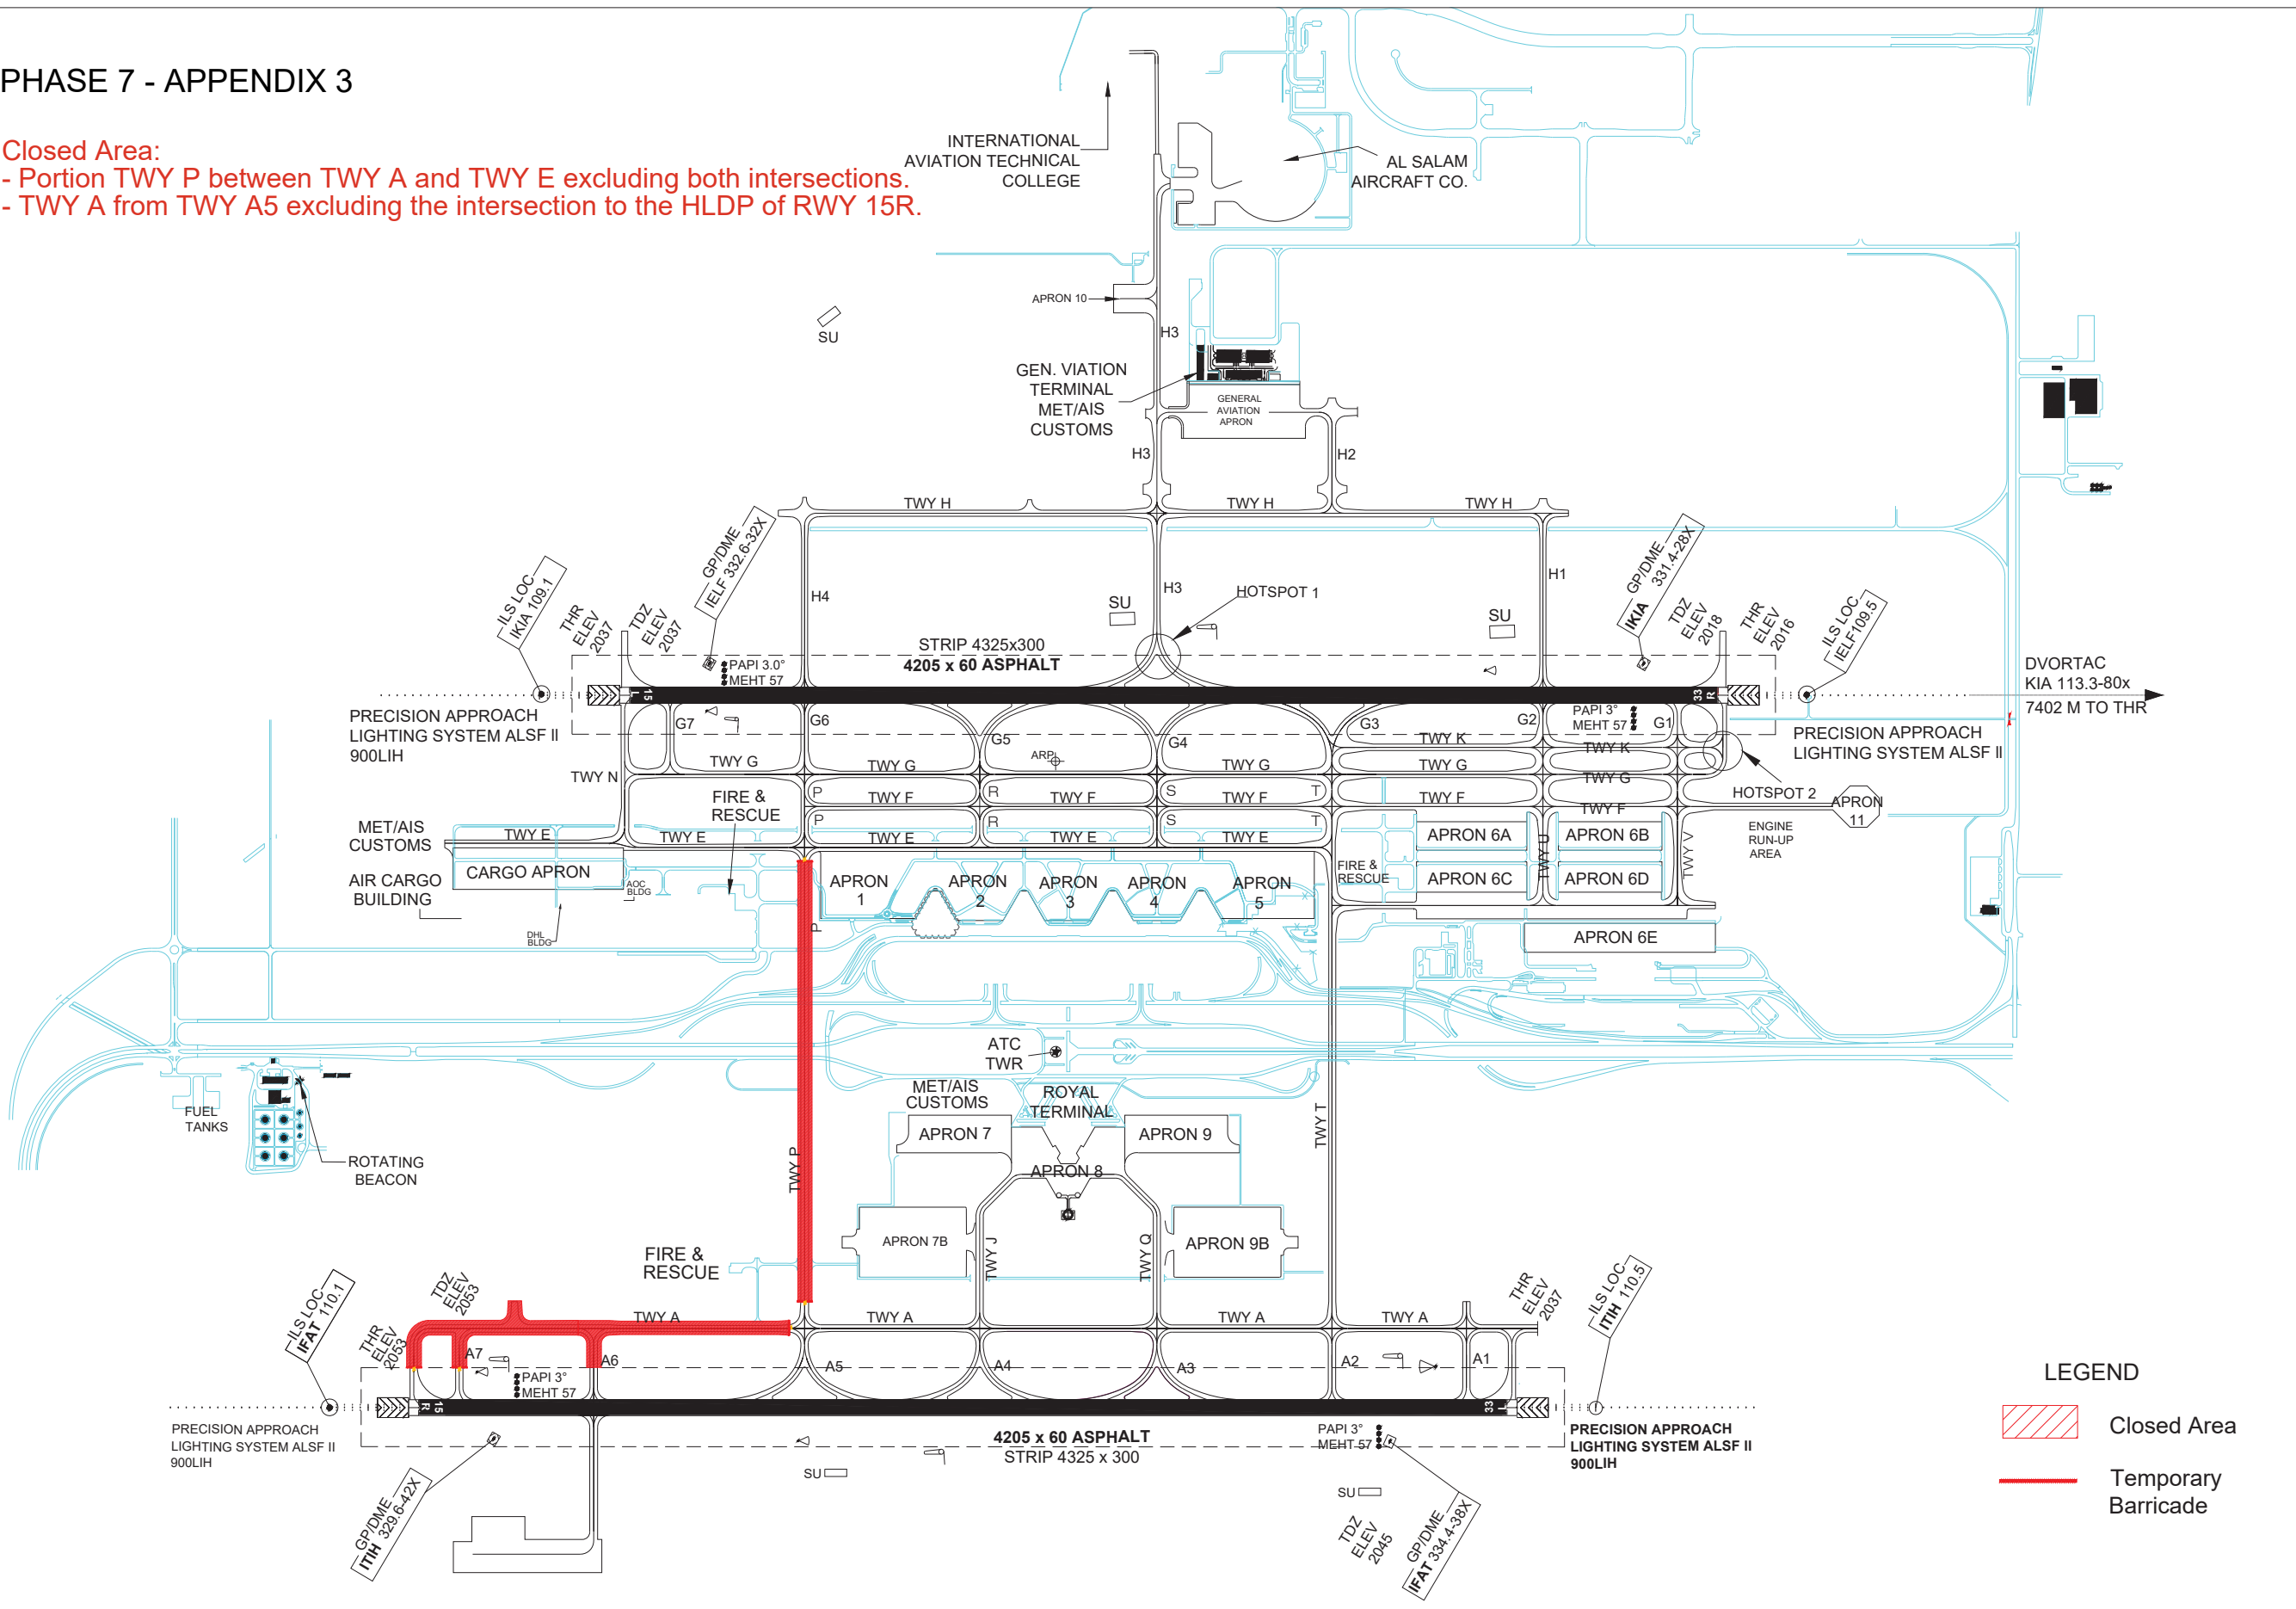 PHASE 7 - APPENDIX 3
Closed Area:
- Portion TWY P between TWY A and TWY E excluding both intersections.
- TWY A from TWY A5 excluding the intersection to the HLDP of RWY 15R.
INTERNATIONAL
AVIATION TECHNICAL
COLLEGE
AL SALAM
AIRCRAFT CO.
APRON 10
SU
H3
GEN. VIATION
TERMINAL
MET/AIS
CUSTOMS
GENERAL
AVIATION
APRON
H3
H2
TWY H
TWY H
TWY H
ILS LOC
IKIA 109.1
THR
ELEV
2037
TDZ
ELEV
2037
GP/DME
IELF 332.6-32X
H4
SU
H3
HOTSPOT 1
SU
H1
GP/DME
IKIA 331.4-28X
TDZ
ELEV
2018
THR
ELEV
2016
ILS LOC
IELF109.5
STRIP 4325x300
4205 x 60 ASPHALT
PAPI 3.0°
MEHT 57
15
L
33
R
DVORTAC
KIA 113.3-80x
7402 M TO THR
PRECISION APPROACH
LIGHTING SYSTEM ALSF II
900LIH
G7
G6
G5
G4
G3
G2
PAPI 3°
MEHT 57
G1
PRECISION APPROACH
LIGHTING SYSTEM ALSF II
ARP
TWY K
TWY K
TWY N
TWY G
TWY G
TWY G
TWY G
TWY G
HOTSPOT 2
FIRE &
RESCUE
P
TWY F
R
TWY F
S
TWY F
T
TWY F
TWY F
APRON
11
MET/AIS
CUSTOMS
TWY E
TWY E
P
TWY E
R
TWY E
S
TWY E
T
APRON 6A
APRON 6B
TWY U
TWY V
ENGINE
RUN-UP
AREA
AIR CARGO
BUILDING
CARGO APRON
AOC
BLDG
DHL
BLDG
APRON
1
APRON
2
APRON
3
APRON
4
APRON
5
FIRE &
RESCUE
APRON 6C
APRON 6D
P
APRON 6E
ATC
TWR
MET/AIS
CUSTOMS
ROYAL
TERMINAL
FUEL
TANKS
ROTATING
BEACON
APRON 7
APRON 9
TWY T
TWY P
APRON 8
APRON 7B
TWY J
TWY Q
APRON 9B
FIRE &
RESCUE
ILS LOC
IFAT 110.1
THR
ELEV
2053
TDZ
ELEV
2053
TWY A
TWY A
TWY A
TWY A
TWY A
THR
ELEV
2037
ILS LOC
ITIH 110.5
A7
A6
A5
A4
A3
A2
A1
PAPI 3°
MEHT 57
R
15
33
L
PRECISION APPROACH
LIGHTING SYSTEM ALSF II
900LIH
4205 x 60 ASPHALT
STRIP 4325 x 300
PAPI 3°
MEHT 57
PRECISION APPROACH
LIGHTING SYSTEM ALSF II
900LIH
GP/DME
ITIH 329.6-42X
SU
SU
TDZ
ELEV
2045
GP/DME
IFAT 334.4-38X
LEGEND
Closed Area
Temporary
Barricade